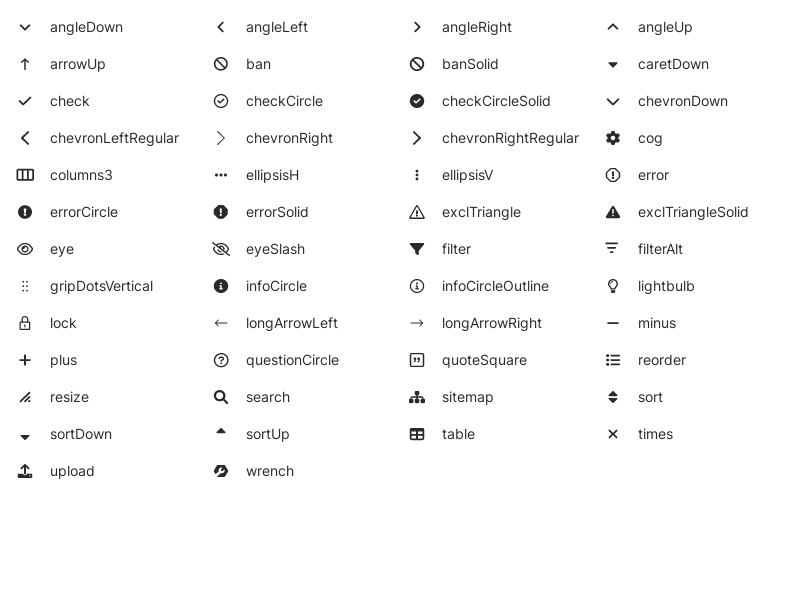 angleDown angleLeft angleRight angleUp
arrowUp ban banSolid caretDown
check checkCircle checkCircleSolid chevronDown
chevronLeftRegular chevronRight chevronRightRegular cog
columns3 ellipsisH ellipsisV error
errorCircle errorSolid exclTriangle exclTriangleSolid
eye eyeSlash filter filterAlt
gripDotsVertical infoCircle infoCircleOutline lightbulb
lock longArrowLeft longArrowRight minus
plus questionCircle quoteSquare reorder
resize search sitemap sort
sortDown sortUp table times
upload wrench